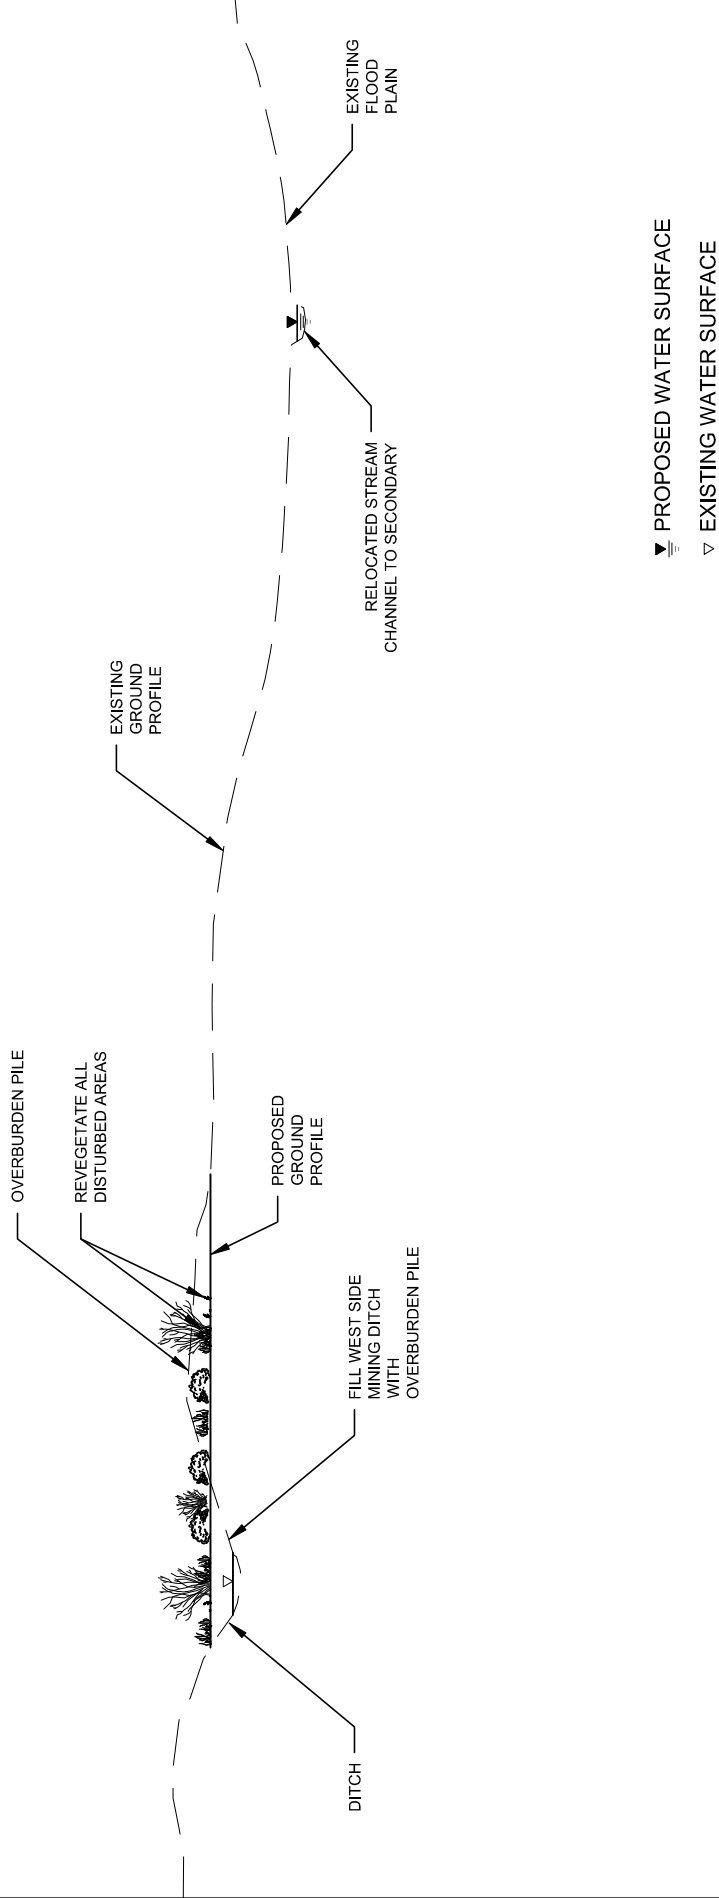 OVERBURDEN PILE
REVEGETATE ALL
DISTURBED AREAS
EXISTING
GROUND
PROFILE
PROPOSED
GROUND
PROFILE
DITCH
FILL WEST SIDE
MINING DITCH
WITH
OVERBURDEN PILE
RELOCATED STREAM
CHANNEL TO SECONDARY
EXISTING
FLOOD
PLAIN
PROPOSED WATER SURFACE
EXISTING WATER SURFACE